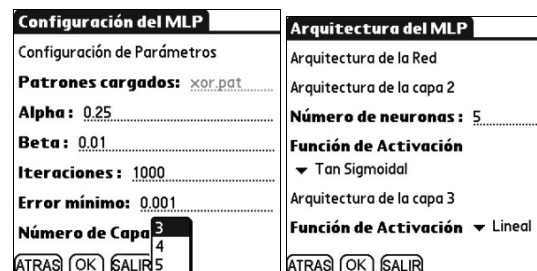 Configuración del MLP
Configuración de Parámetros
Patrones cargados: xor.pat
Alpha: 0.25
Beta: 0.01
Iteraciones: 1000
Error mínimo: 0.001
Número de Capa
3
4
5
ATRAS OK SALIR
Arquitectura del MLP
Arquitectura de la Red
Arquitectura de la capa 2
Número de neuronas: 5
Función de Activación
Tan Sigmoidal
Arquitectura de la capa 3
Función de Activación Lineal
ATRAS OK SALIR